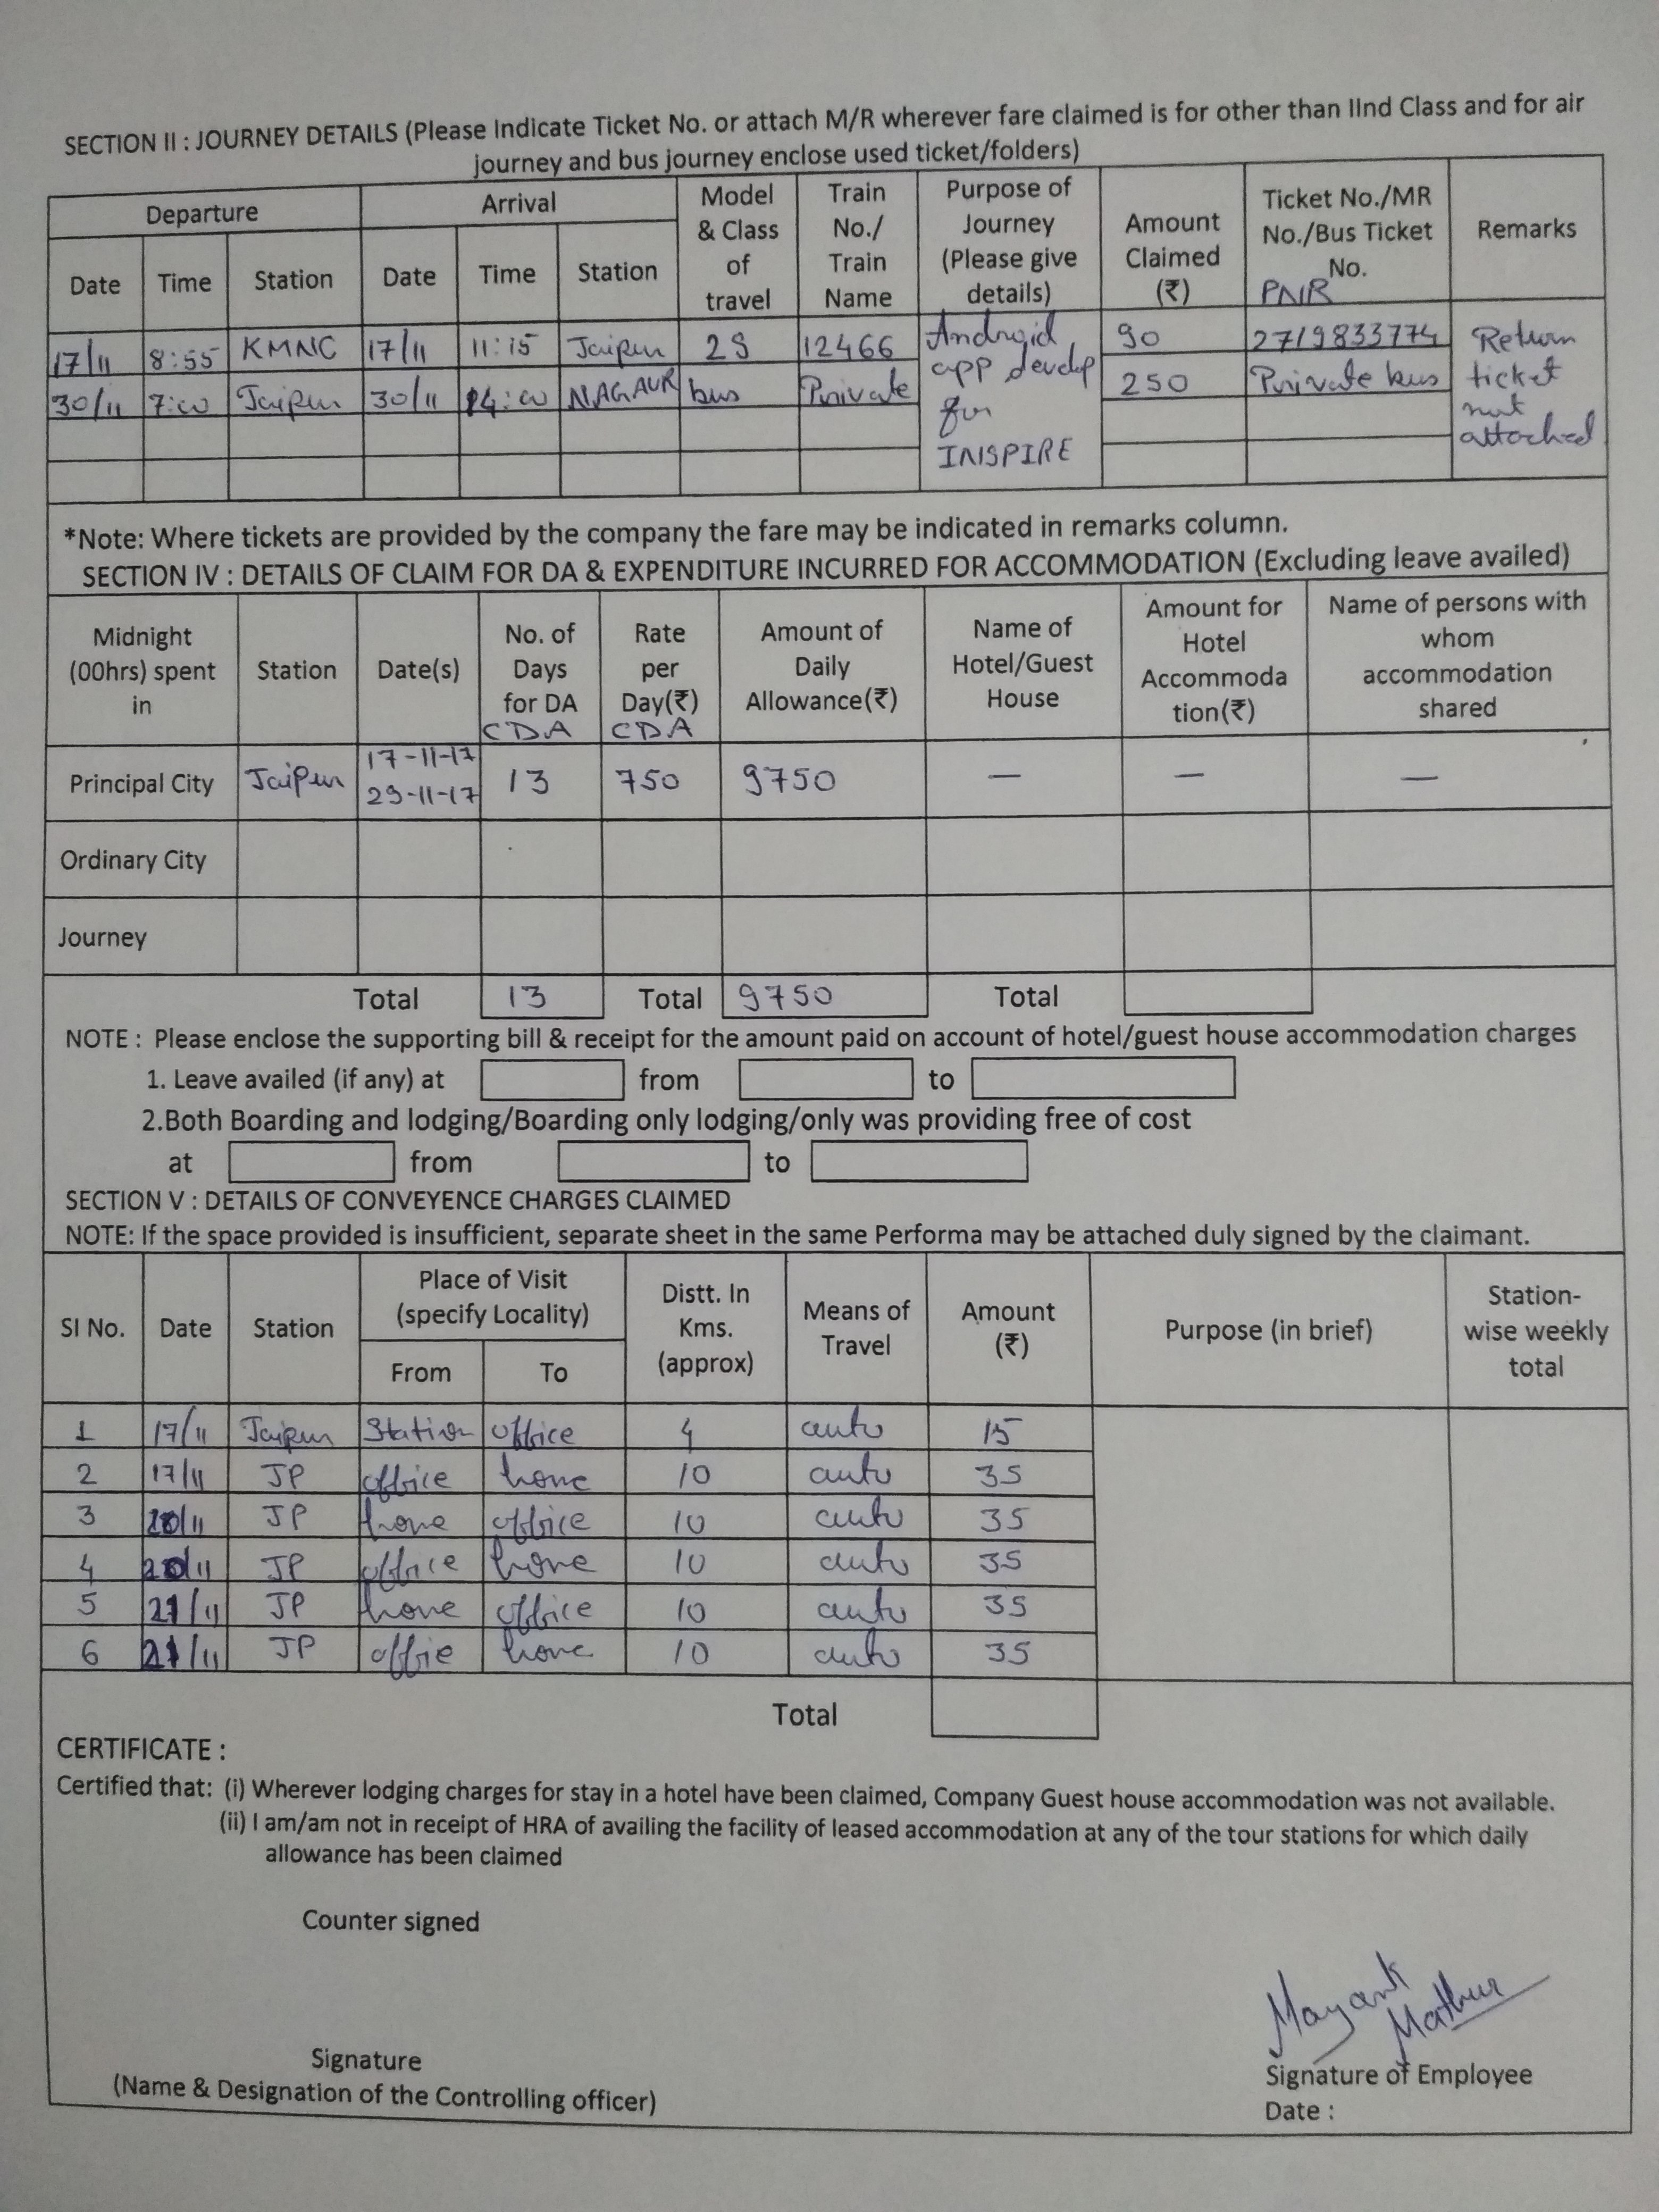 SECTION II : JOURNEY DETAILS (Please Indicate Ticket No. or attach M/R wherever fare claimed is for other than IInd Class and for air
journey and bus journey enclose used ticket/folders)
Departure Arrival Model & Class of travel Train No./ Train Name Purpose of Journey (Please give details) Amount Claimed (₹) Ticket No./MR No./Bus Ticket No. PNR Remarks
Date Time Station Date Time Station
17/11 8:55 KMNC 17/11 11:15 Jaipur 2S 12466 Android app develop for INSPIRE 90 2719833774 Return ticket not attached
30/11 7:00 Jaipur 30/11 14:00 NAGAUR bus Private 250 Private bus
*Note: Where tickets are provided by the company the fare may be indicated in remarks column.
SECTION IV : DETAILS OF CLAIM FOR DA & EXPENDITURE INCURRED FOR ACCOMMODATION (Excluding leave availed)
Midnight (00hrs) spent in Station Date(s) No. of Days for DA CDA Rate per Day(₹) CDA Amount of Daily Allowance(₹) Name of Hotel/Guest House Amount for Hotel Accommoda tion(₹) Name of persons with whom accommodation shared
Principal City Jaipur 17-11-17 29-11-17 13 750 9750 — — —
Ordinary City
Journey
Total 13 Total 9750 Total
NOTE : Please enclose the supporting bill & receipt for the amount paid on account of hotel/guest house accommodation charges
1. Leave availed (if any) at from to
2.Both Boarding and lodging/Boarding only lodging/only was providing free of cost
at from to
SECTION V : DETAILS OF CONVEYENCE CHARGES CLAIMED
NOTE: If the space provided is insufficient, separate sheet in the same Performa may be attached duly signed by the claimant.
Sl No. Date Station Place of Visit (specify Locality) Distt. In Kms. (approx) Means of Travel Amount (₹) Purpose (in brief) Station-wise weekly total
From To
1 17/11 Jaipur Station office 4 auto 15
2 17/11 JP office home 10 auto 35
3 20/11 JP home office 10 auto 35
4 20/11 JP office home 10 auto 35
5 21/11 JP home office 10 auto 35
6 21/11 JP offie home 10 auto 35
Total
CERTIFICATE :
Certified that: (i) Wherever lodging charges for stay in a hotel have been claimed, Company Guest house accommodation was not available.
(ii) I am/am not in receipt of HRA of availing the facility of leased accommodation at any of the tour stations for which daily
allowance has been claimed
Counter signed
Mayank
Mathur
Signature
(Name & Designation of the Controlling officer)
Signature of Employee
Date :